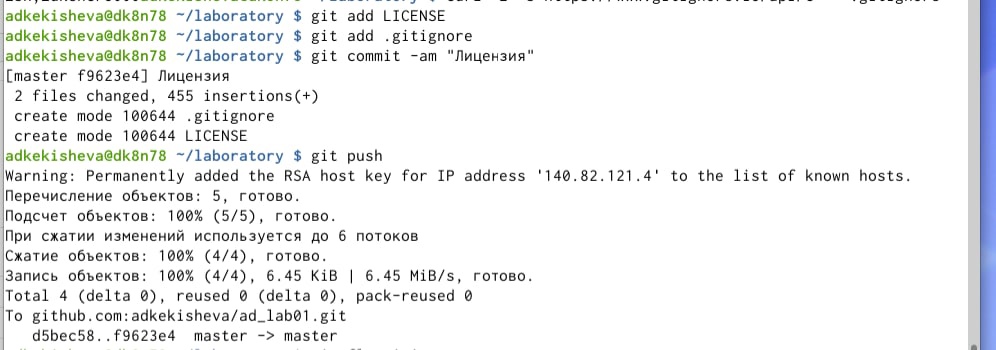 adkekisheva@dk8n78 ~/laboratory $ git add LICENSE
adkekisheva@dk8n78 ~/laboratory $ git add .gitignore
adkekisheva@dk8n78 ~/laboratory $ git commit -am "Лицензия"
[master f9623e4] Лицензия
 2 files changed, 455 insertions(+)
 create mode 100644 .gitignore
 create mode 100644 LICENSE
adkekisheva@dk8n78 ~/laboratory $ git push
Warning: Permanently added the RSA host key for IP address '140.82.121.4' to the list of known hosts.
Перечисление объектов: 5, готово.
Подсчет объектов: 100% (5/5), готово.
При сжатии изменений используется до 6 потоков
Сжатие объектов: 100% (4/4), готово.
Запись объектов: 100% (4/4), 6.45 KiB | 6.45 MiB/s, готово.
Total 4 (delta 0), reused 0 (delta 0), pack-reused 0
To github.com:adkekisheva/ad_lab01.git
   d5bec58..f9623e4  master -> master